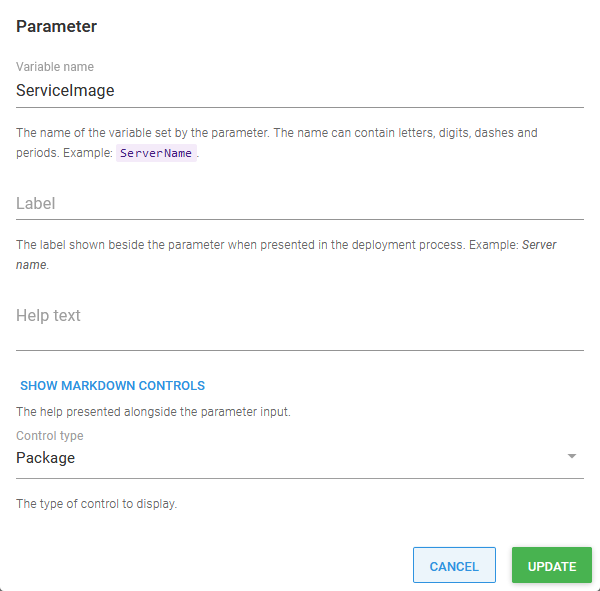 Parameter
Variable name
ServiceImage
The name of the variable set by the parameter. The name can contain letters, digits, dashes and
periods. Example: ServerName.
Label
The label shown beside the parameter when presented in the deployment process. Example: Server
name.
Help text
SHOW MARKDOWN CONTROLS
The help presented alongside the parameter input.
Control type
Package
The type of control to display.
CANCEL
UPDATE